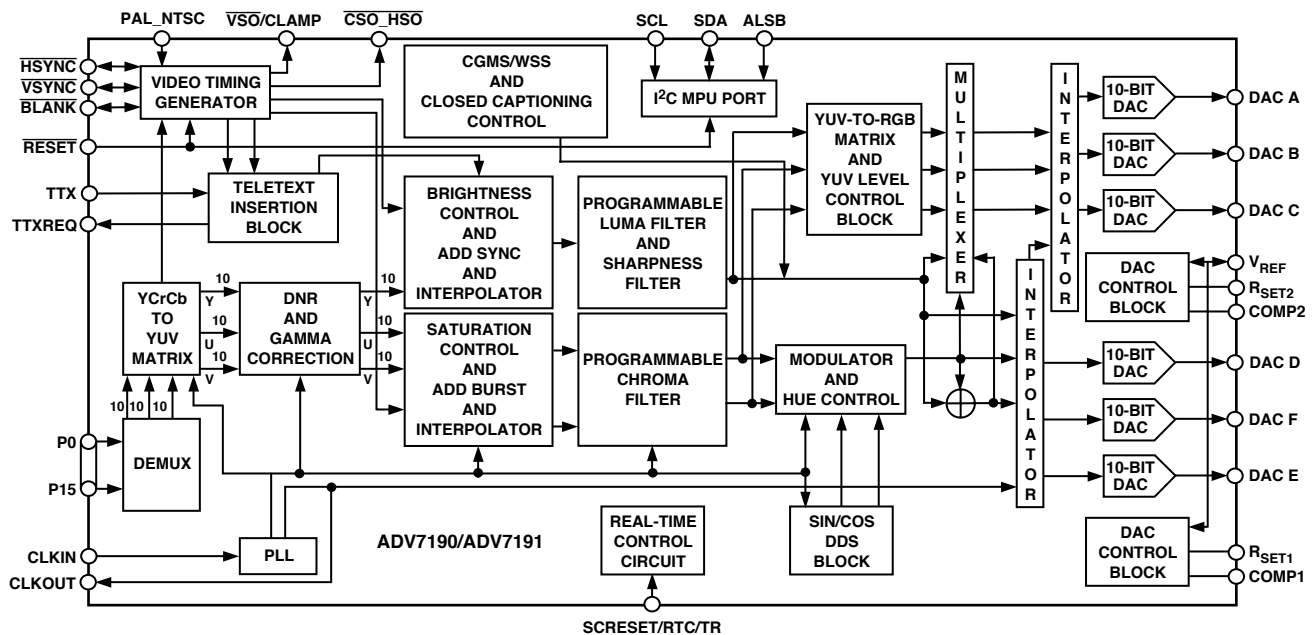 PAL_NTSC
VSO/CLAMP
CSO_HSO
SCL
SDA
ALSB
HSYNC
VSYNC
BLANK
RESET
TTX
TTXREQ
P0
P15
CLKIN
CLKOUT
VIDEO TIMING
GENERATOR
CGMS/WSS
AND
CLOSED CAPTIONING
CONTROL
I2C MPU PORT
TELETEXT
INSERTION
BLOCK
BRIGHTNESS
CONTROL
AND
ADD SYNC
AND
INTERPOLATOR
PROGRAMMABLE
LUMA FILTER
AND
SHARPNESS
FILTER
YUV-TO-RGB
MATRIX
AND
YUV LEVEL
CONTROL
BLOCK
MULTIPLEXER
INTERPOLATOR
10-BIT
DAC
DAC A
10-BIT
DAC
DAC B
10-BIT
DAC
DAC C
DAC
CONTROL
BLOCK
VREF
RSET2
COMP2
YCrCb
TO
YUV
MATRIX
10
Y
10
U
10
V
DNR
AND
GAMMA
CORRECTION
10
Y
10
U
10
V
SATURATION
CONTROL
AND
ADD BURST
AND
INTERPOLATOR
PROGRAMMABLE
CHROMA
FILTER
MODULATOR
AND
HUE CONTROL
INTERPOLATOR
10-BIT
DAC
DAC D
10-BIT
DAC
DAC F
10-BIT
DAC
DAC E
10 10 10
DEMUX
PLL
ADV7190/ADV7191
REAL-TIME
CONTROL
CIRCUIT
SIN/COS
DDS
BLOCK
DAC
CONTROL
BLOCK
RSET1
COMP1
SCRESET/RTC/TR